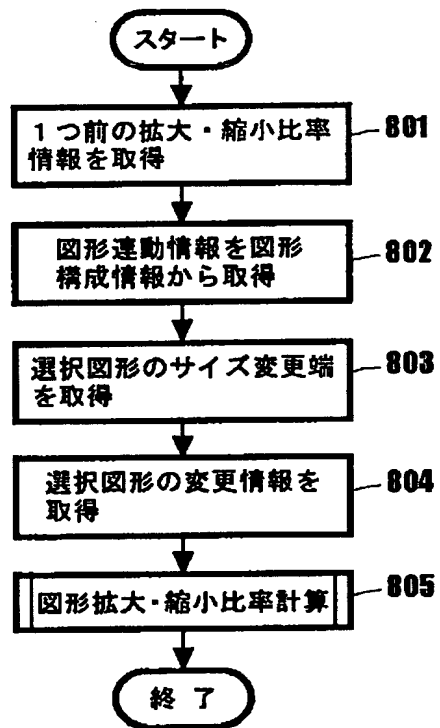 スタート
1つ前の拡大・縮小比率
情報を取得
801
図形連動情報を図形
構成情報から取得
802
選択図形のサイズ変更端
を取得
803
選択図形の変更情報を
取得
804
図形拡大・縮小比率計算
805
終了